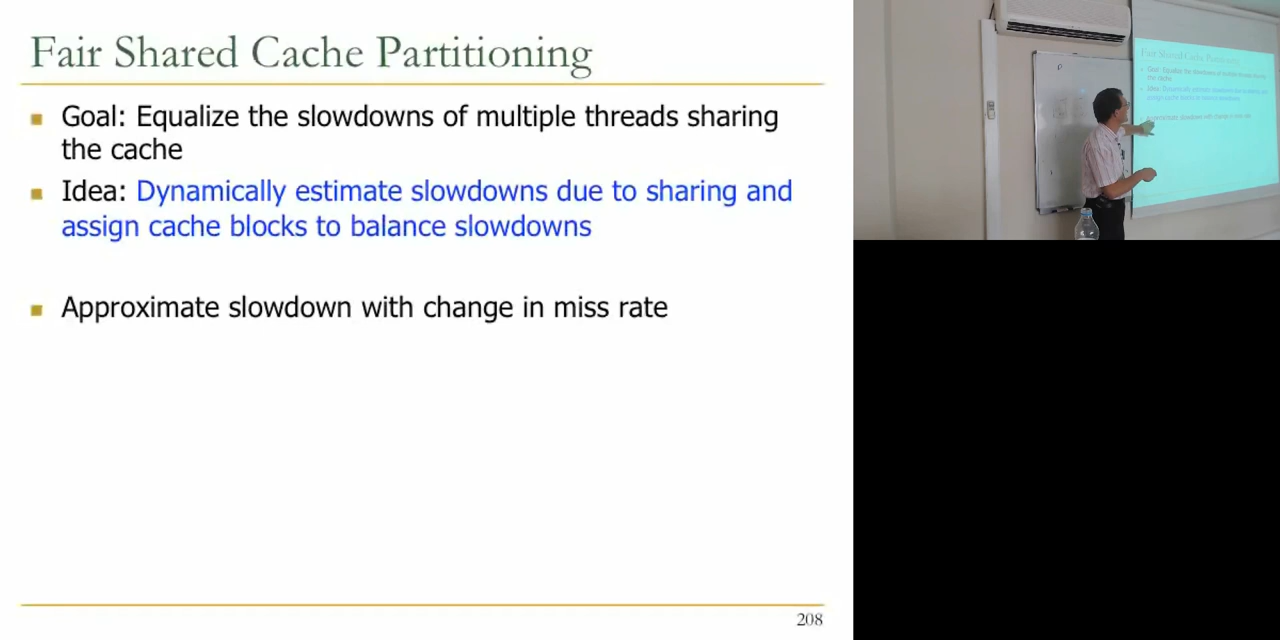 Fair Shared Cache Partitioning
Goal: Equalize the slowdowns of multiple threads sharing
the cache
Idea: Dynamically estimate slowdowns due to sharing and
assign cache blocks to balance slowdowns
Approximate slowdown with change in miss rate
208